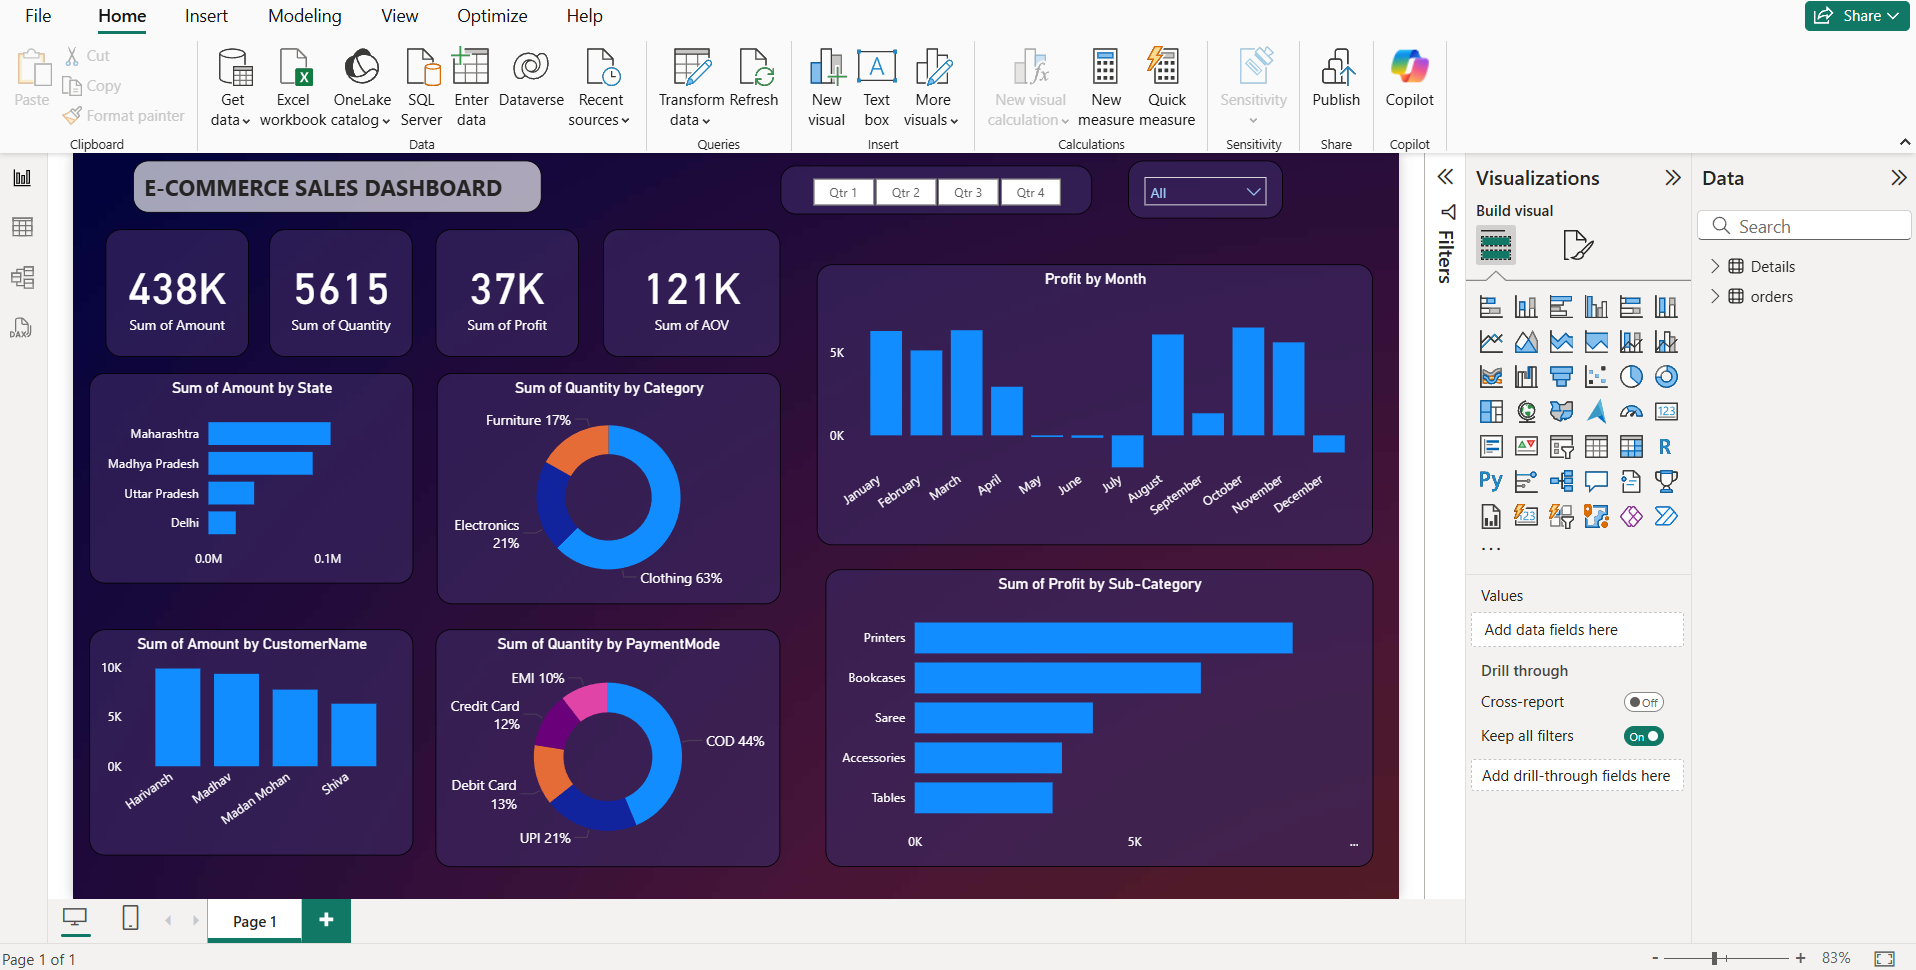 File Home Insert Modeling View Optimize Help
Share
Paste
Cut
Copy
Format painter
Clipboard
Get data
Excel workbook
OneLake catalog
SQL Server
Enter data
Dataverse
Recent sources
Data
Transform data
Refresh
Queries
New visual
Text box
More visuals
Insert
New visual calculation
New measure
Quick measure
Calculations
Sensitivity
Sensitivity
Publish
Share
Copilot
Copilot
DAX
E-COMMERCE SALES DASHBOARD
Qtr 1 Qtr 2 Qtr 3 Qtr 4
All
438K
Sum of Amount
5615
Sum of Quantity
37K
Sum of Profit
121K
Sum of AOV
Sum of Amount by State
Maharashtra
Madhya Pradesh
Uttar Pradesh
Delhi
0.0M 0.1M
Sum of Quantity by Category
Furniture 17%
Electronics
21%
Clothing 63%
Profit by Month
5K
0K
January February March April May June July August September October November December
Sum of Amount by CustomerName
10K
5K
0K
Harivansh Madhav Madan Mohan Shiva
Sum of Quantity by PaymentMode
EMI 10%
Credit Card
12%
COD 44%
Debit Card
13%
UPI 21%
Sum of Profit by Sub-Category
Printers
Bookcases
Saree
Accessories
Tables
0K 5K ...
Filters
Visualizations
Build visual
123
R
Py
123
...
Values
Add data fields here
Drill through
Cross-report
Off
Keep all filters
On
Add drill-through fields here
Data
Search
Details
orders
Page 1
+
Page 1 of 1
- + 83%